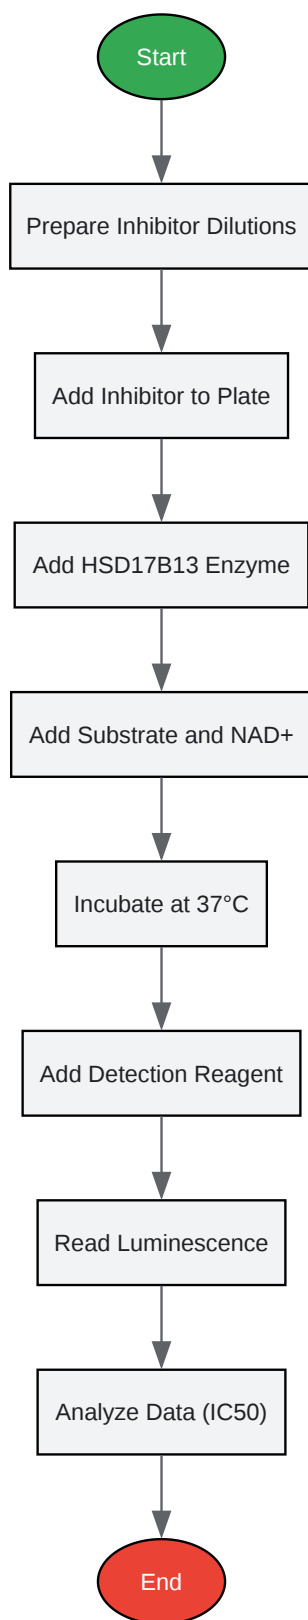 Start
Prepare Inhibitor Dilutions
Add Inhibitor to Plate
Add HSD17B13 Enzyme
Add Substrate and NAD+
Incubate at 37°C
Add Detection Reagent
Read Luminescence
Analyze Data (IC50)
End